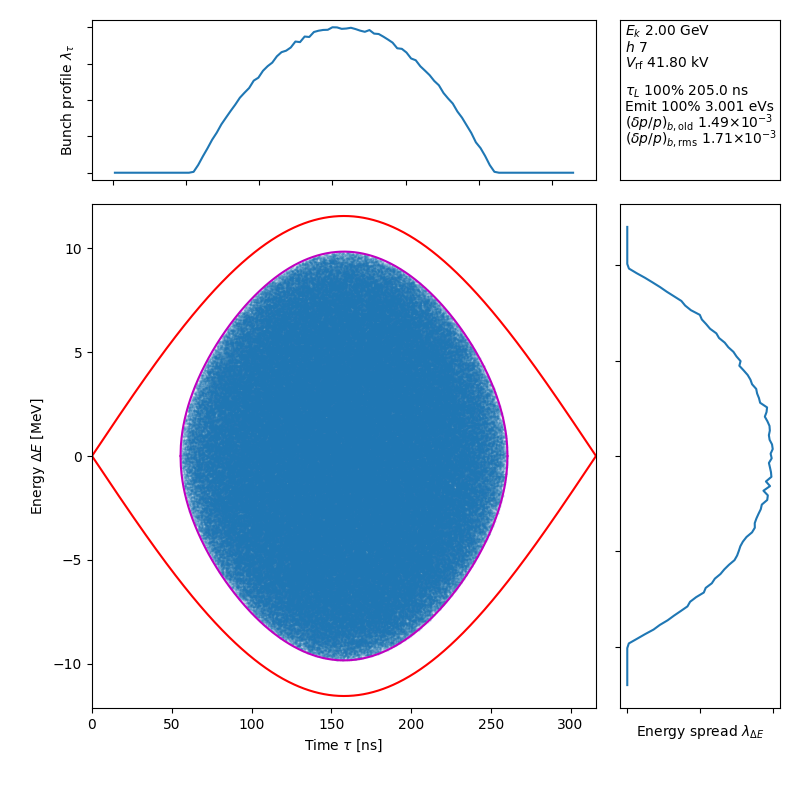 Bunch profile λ_τ
E_k 2.00 GeV
h 7
V_rf 41.80 kV
τ_L 100% 205.0 ns
Emit 100% 3.001 eVs
(δp/p)_b,old 1.49×10⁻³
(δp/p)_b,rms 1.71×10⁻³
Energy ΔE [MeV]
10
5
0
−5
−10
0 50 100 150 200 250 300
Time τ [ns]
Energy spread λ_ΔE